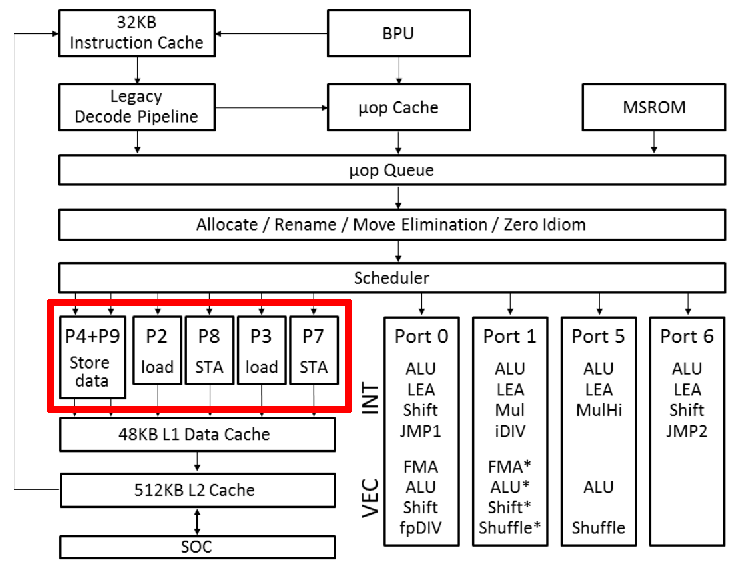 32KB
Instruction Cache
BPU
Legacy
Decode Pipeline
μop Cache
MSROM
μop Queue
Allocate / Rename / Move Elimination / Zero Idiom
Scheduler
P4+P9
Store
data
P2
load
P8
STA
P3
load
P7
STA
48KB L1 Data Cache
512KB L2 Cache
SOC
INT
VEC
Port 0
ALU
LEA
Shift
JMP1
FMA
ALU
Shift
fpDIV
Port 1
ALU
LEA
Mul
iDIV
FMA*
ALU*
Shift*
Shuffle*
Port 5
ALU
LEA
MulHi
ALU
Shuffle
Port 6
ALU
LEA
Shift
JMP2